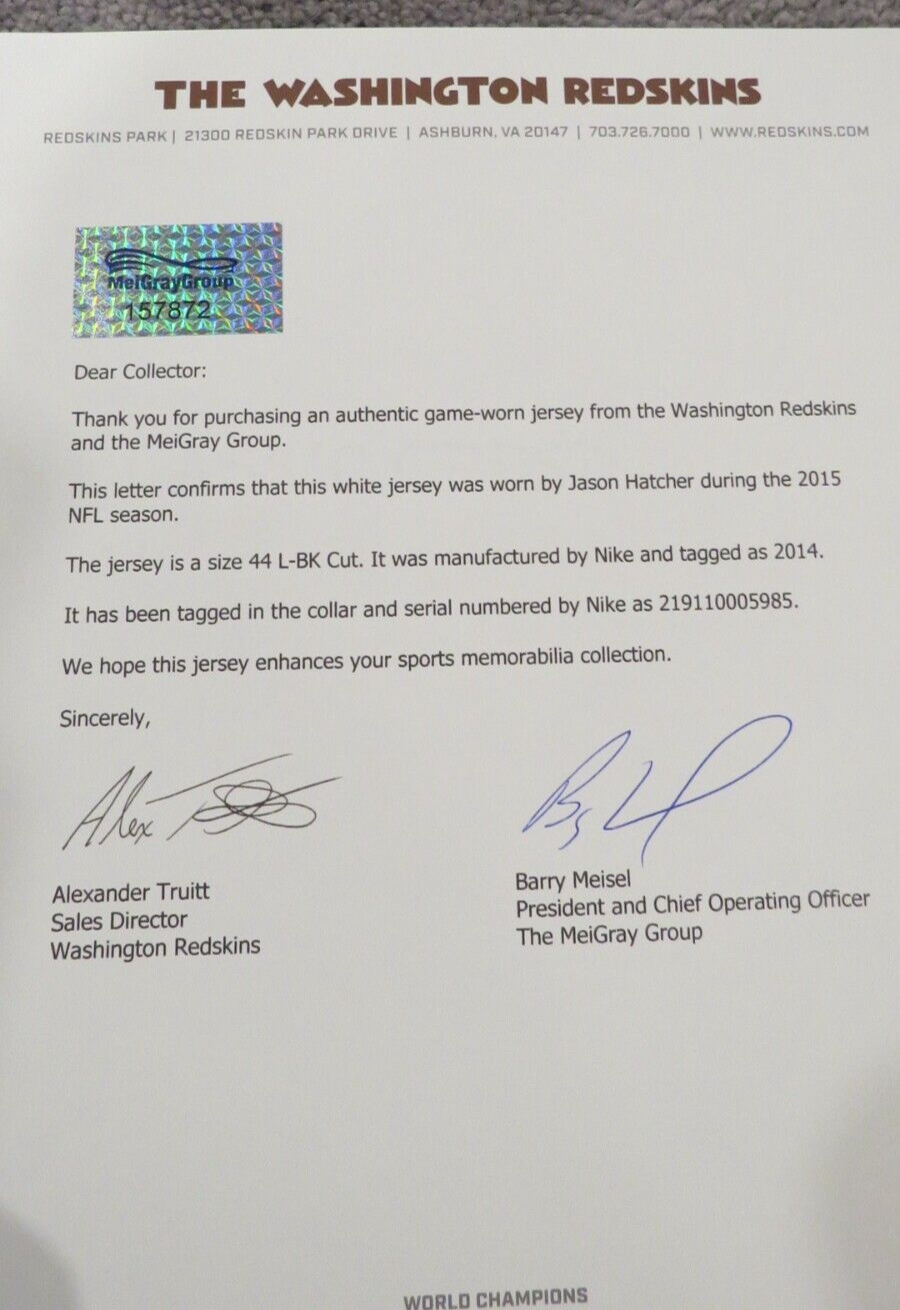 THE WASHINGTON REDSKINS
REDSKINS PARK | 21300 REDSKIN PARK DRIVE | ASHBURN, VA 20147 | 703.726.7000 | WWW.REDSKINS.COM
MeiGrayGroup
157872
Dear Collector:
Thank you for purchasing an authentic game-worn jersey from the Washington Redskins
and the MeiGray Group.
This letter confirms that this white jersey was worn by Jason Hatcher during the 2015
NFL season.
The jersey is a size 44 L-BK Cut. It was manufactured by Nike and tagged as 2014.
It has been tagged in the collar and serial numbered by Nike as 219110005985.
We hope this jersey enhances your sports memorabilia collection.
Sincerely,
Alex
Alexander Truitt
Sales Director
Washington Redskins
Barry Meisel
President and Chief Operating Officer
The MeiGray Group
WORLD CHAMPIONS